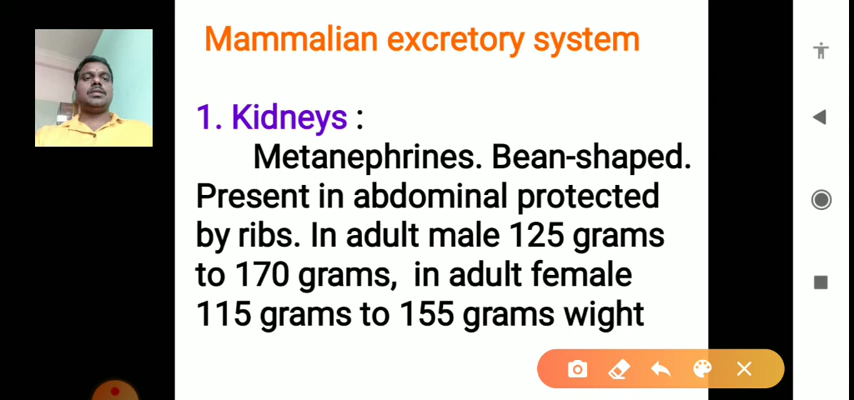 Mammalian excretory system
1. Kidneys :
Metanephrines. Bean-shaped.
Present in abdominal protected
by ribs. In adult male 125 grams
to 170 grams, in adult female
115 grams to 155 grams wight